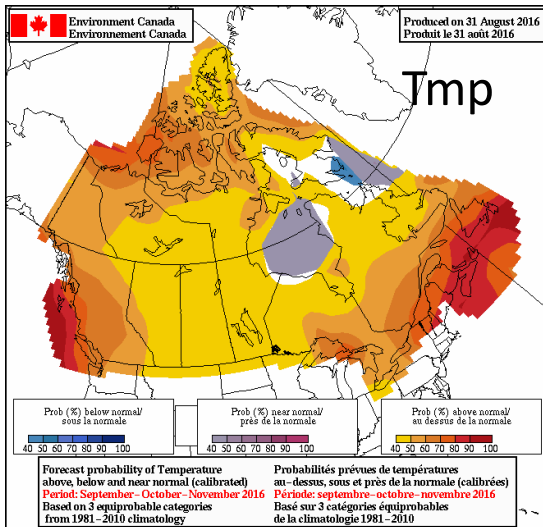 Environment Canada
Environnement Canada
Produced on 31 August 2016
Produit le 31 août 2016
Tmp
Prob (%) below normal/
sous la normale
40 50 60 70 80 90 100
Prob (%) near normal/
près de la normale
40 50 60 70 80 90 100
Prob (%) above normal/
au dessus de la normale
40 50 60 70 80 90 100
Forecast probability of Temperature
above, below and near normal (calibrated)
Period: September-October-November 2016
Based on 3 equiprobable categories
from 1981-2010 climatology
Probabilités prévues de températures
au-dessus, sous et près de la normale (calibrées)
Période: septembre-octobre-novembre 2016
Basé sur 3 catégories équiprobables
de la climatologie 1981-2010